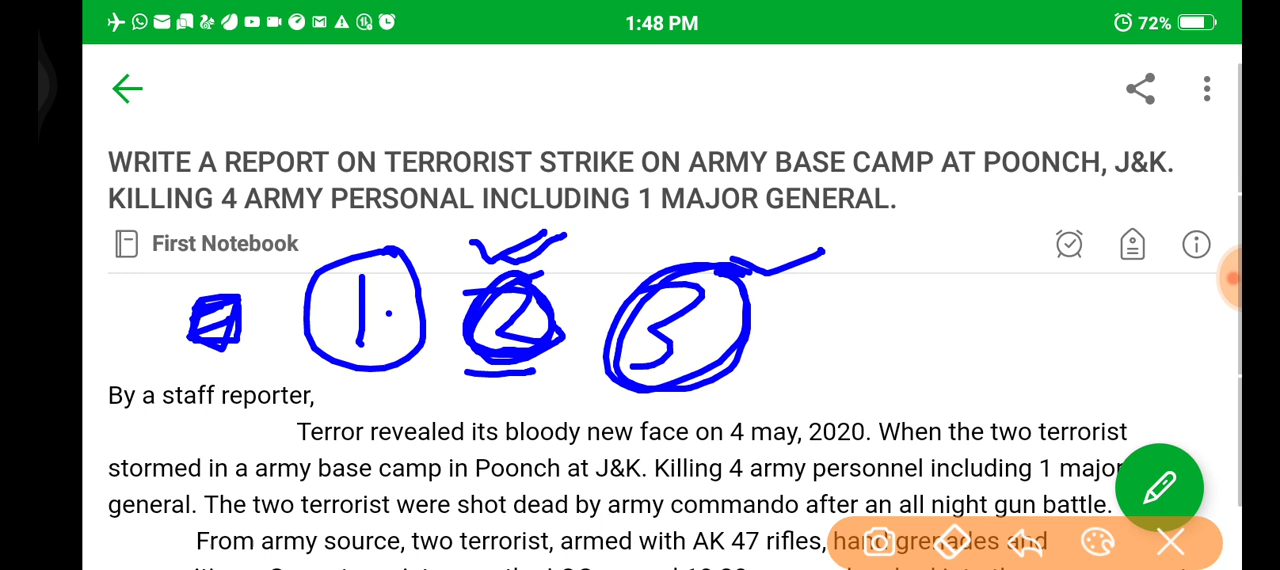 1:48 PM
72%
WRITE A REPORT ON TERRORIST STRIKE ON ARMY BASE CAMP AT POONCH, J&K.
KILLING 4 ARMY PERSONAL INCLUDING 1 MAJOR GENERAL.
First Notebook
1 2 3
By a staff reporter,
Terror revealed its bloody new face on 4 may, 2020. When the two terrorist
stormed in a army base camp in Poonch at J&K. Killing 4 army personnel including 1 major
general. The two terrorist were shot dead by army commando after an all night gun battle.
From army source, two terrorist, armed with AK 47 rifles, hand grenades and